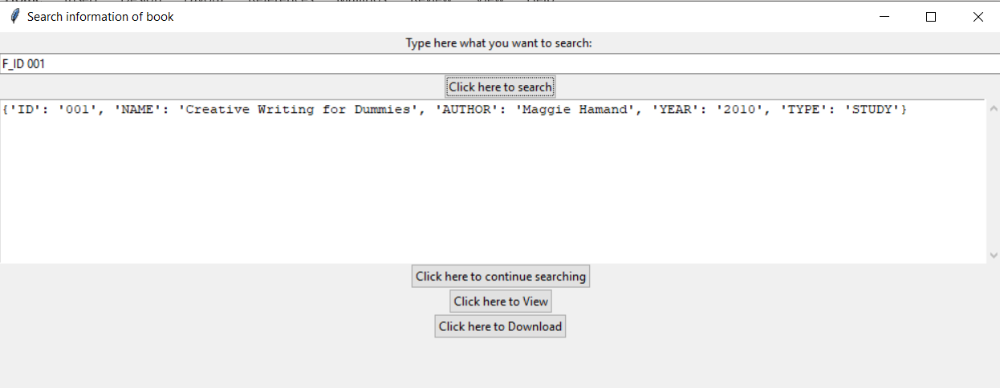 Search information of book
Type here what you want to search:
F_ID 001
Click here to search
{'ID': '001', 'NAME': 'Creative Writing for Dummies', 'AUTHOR': 'Maggie Hamand', 'YEAR': '2010', 'TYPE': 'STUDY'}
Click here to continue searching
Click here to View
Click here to Download